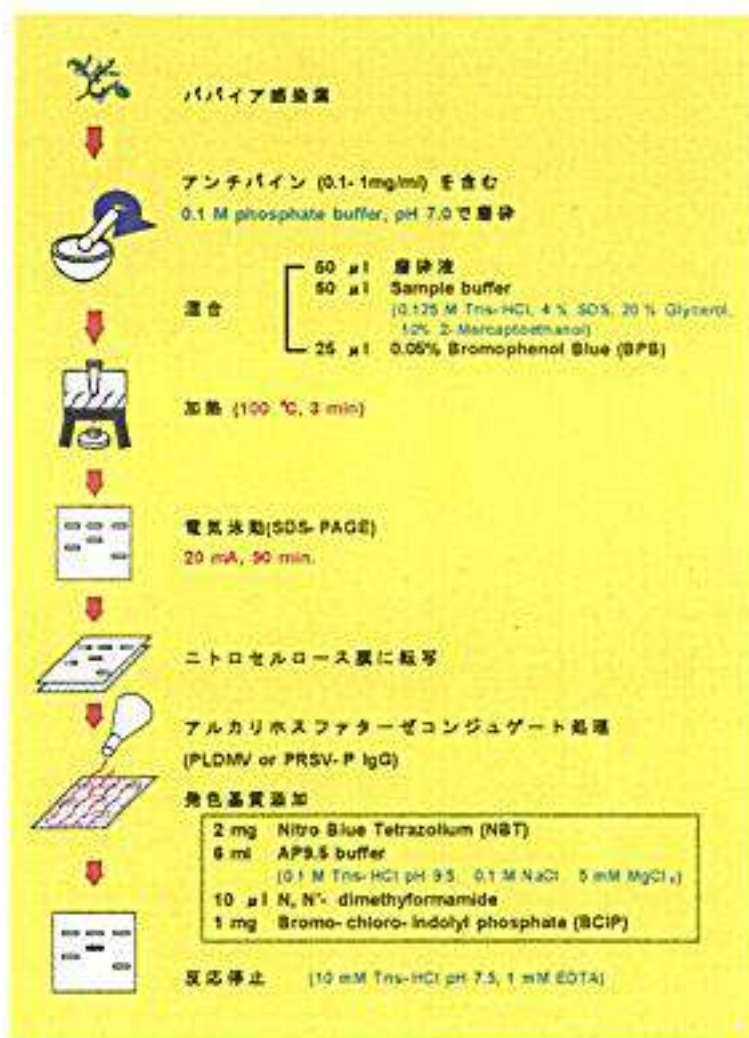 パパイア感染葉
アンチパイン (0.1-1mg/ml) を含む
0.1 M phosphate buffer, pH 7.0で磨砕
混合
50 μl 磨砕液
50 μl Sample buffer
(0.125 M Tris-HCl, 4 % SDS, 20 % Glycerol,
10% 2-Mercaptoethanol)
25 μl 0.05% Bromophenol Blue (BPB)
加熱 (100 ℃, 3 min)
電気泳動(SDS-PAGE)
20 mA, 90 min.
ニトロセルロース膜に転写
アルカリホスファターゼコンジュゲート処理
(PLDMV or PRSV-P IgG)
発色基質添加
2 mg Nitro Blue Tetrazolium (NBT)
6 ml AP9.5 buffer
(0.1 M Tris-HCl pH 9.5, 0.1 M NaCl, 5 mM MgCl₂)
10 μl N, N'- dimethyformamide
1 mg Bromo-chloro-indolyl phosphate (BCIP)
反応停止 (10 mM Tris-HCl pH 7.5, 1 mM EDTA)